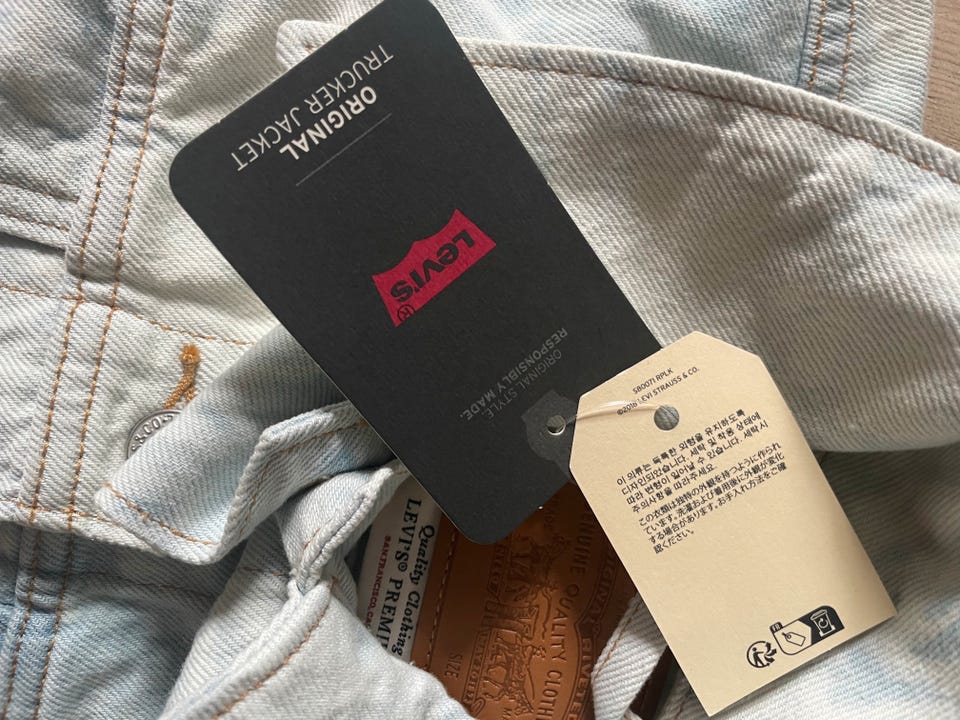 ORIGINAL
TRUCKER JACKET
LEVI'S®
ORIGINAL STYLE
RESPONSIBLY MADE.
SB0071 RPLK
©2018 LEVI STRAUSS & CO.
이 의류는 독특한 외형을 유지하도록
디자인되었습니다. 세탁 및 착용 상태에
따라 변형이 일어날 수 있습니다. 세탁시
주의사항을 따라주세요.
この衣類は独特の外観を持つように作られ
ています。洗濯および着用後に外観が変化
する場合があります。お手入れ方法をご確
認ください。
FR
Quality Clothing
LEVI'S® PREMIU
SAN FRANCISCO, CA
SIZE
QUALITY CLOTH